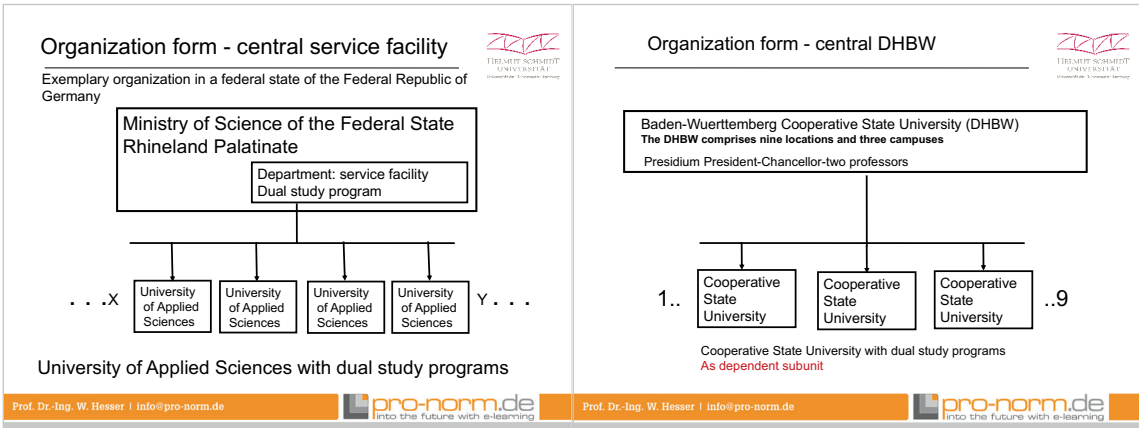 Organization form - central service facility
HELMUT SCHMIDT
UNIVERSITÄT
Exemplary organization in a federal state of the Federal Republic of
Germany
Ministry of Science of the Federal State
Rhineland Palatinate
Department: service facility
Dual study program
. . .X
University
of Applied
Sciences
University
of Applied
Sciences
University
of Applied
Sciences
University
of Applied
Sciences
Y. . .
University of Applied Sciences with dual study programs
Prof. Dr.-Ing. W. Hesser | info@pro-norm.de
pro-norm.de
into the future with e-learning
Organization form - central DHBW
HELMUT SCHMIDT
UNIVERSITÄT
Baden-Wuerttemberg Cooperative State University (DHBW)
The DHBW comprises nine locations and three campuses
Presidium President-Chancellor-two professors
1..
Cooperative
State
University
Cooperative
State
University
Cooperative
State
University
..9
Cooperative State University with dual study programs
As dependent subunit
Prof. Dr.-Ing. W. Hesser | info@pro-norm.de
pro-norm.de
into the future with e-learning